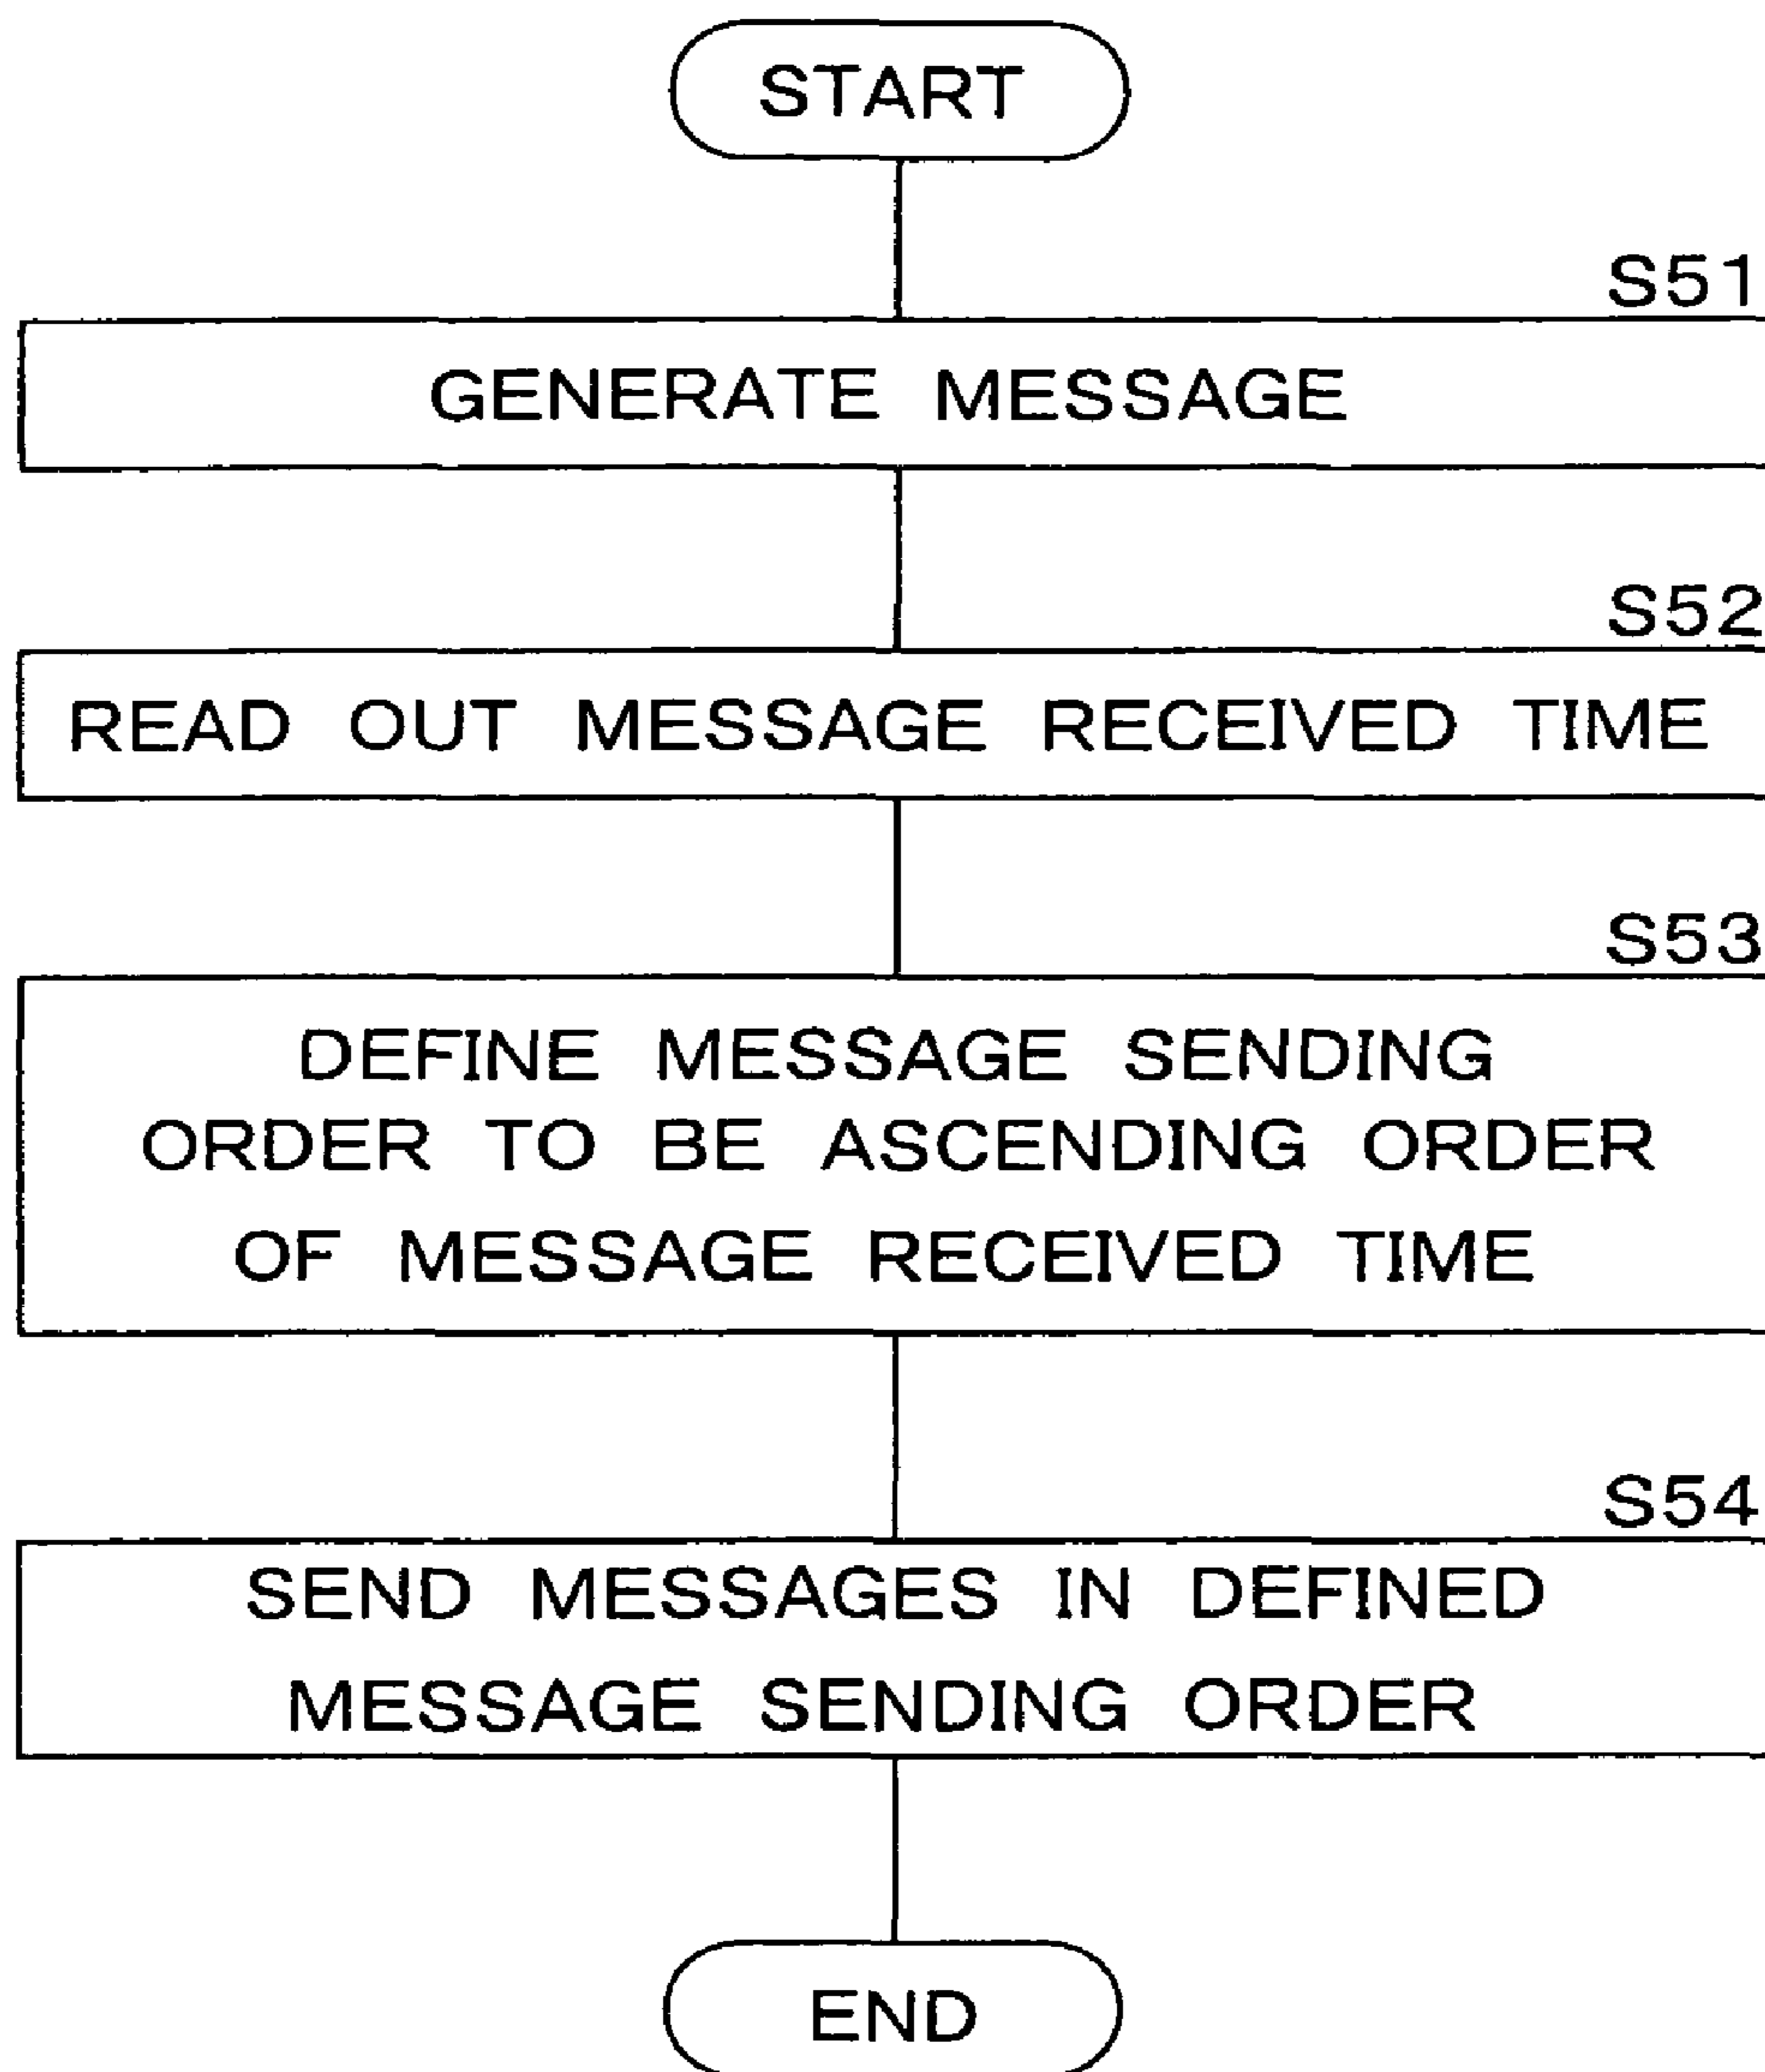 START
S51
GENERATE MESSAGE
S52
READ OUT MESSAGE RECEIVED TIME
S53
DEFINE MESSAGE SENDING
ORDER TO BE ASCENDING ORDER
OF MESSAGE RECEIVED TIME
S54
SEND MESSAGES IN DEFINED
MESSAGE SENDING ORDER
END